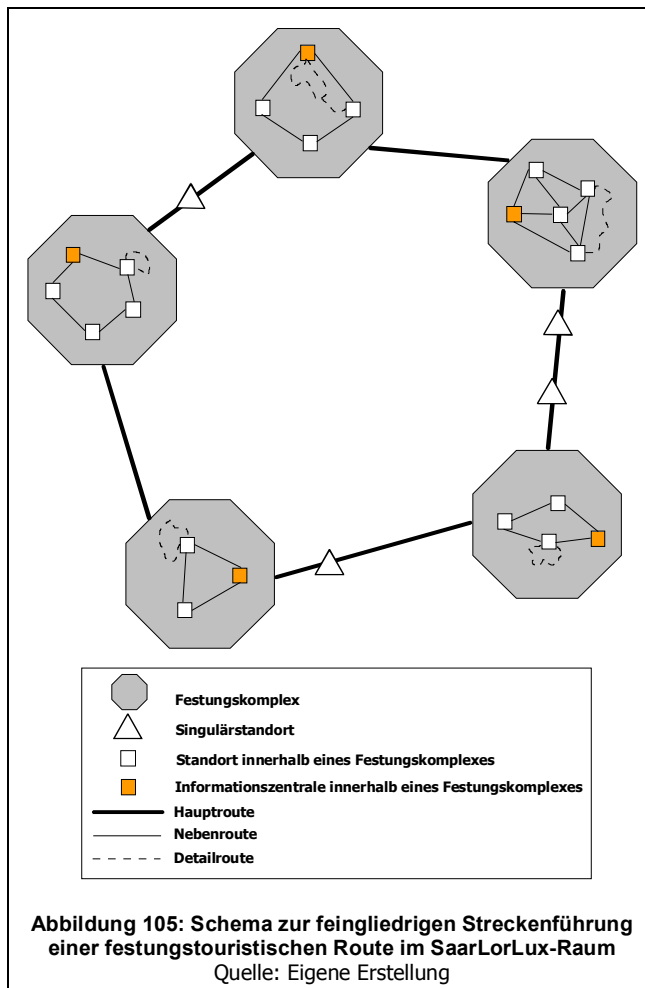 Festungskomplex
Singulärstandort
Standort innerhalb eines Festungskomplexes
Informationszentrale innerhalb eines Festungskomplexes
Hauptroute
Nebenroute
Detailroute
Abbildung 105: Schema zur feingliedrigen Streckenführung
einer festungstouristischen Route im SaarLorLux-Raum
Quelle: Eigene Erstellung